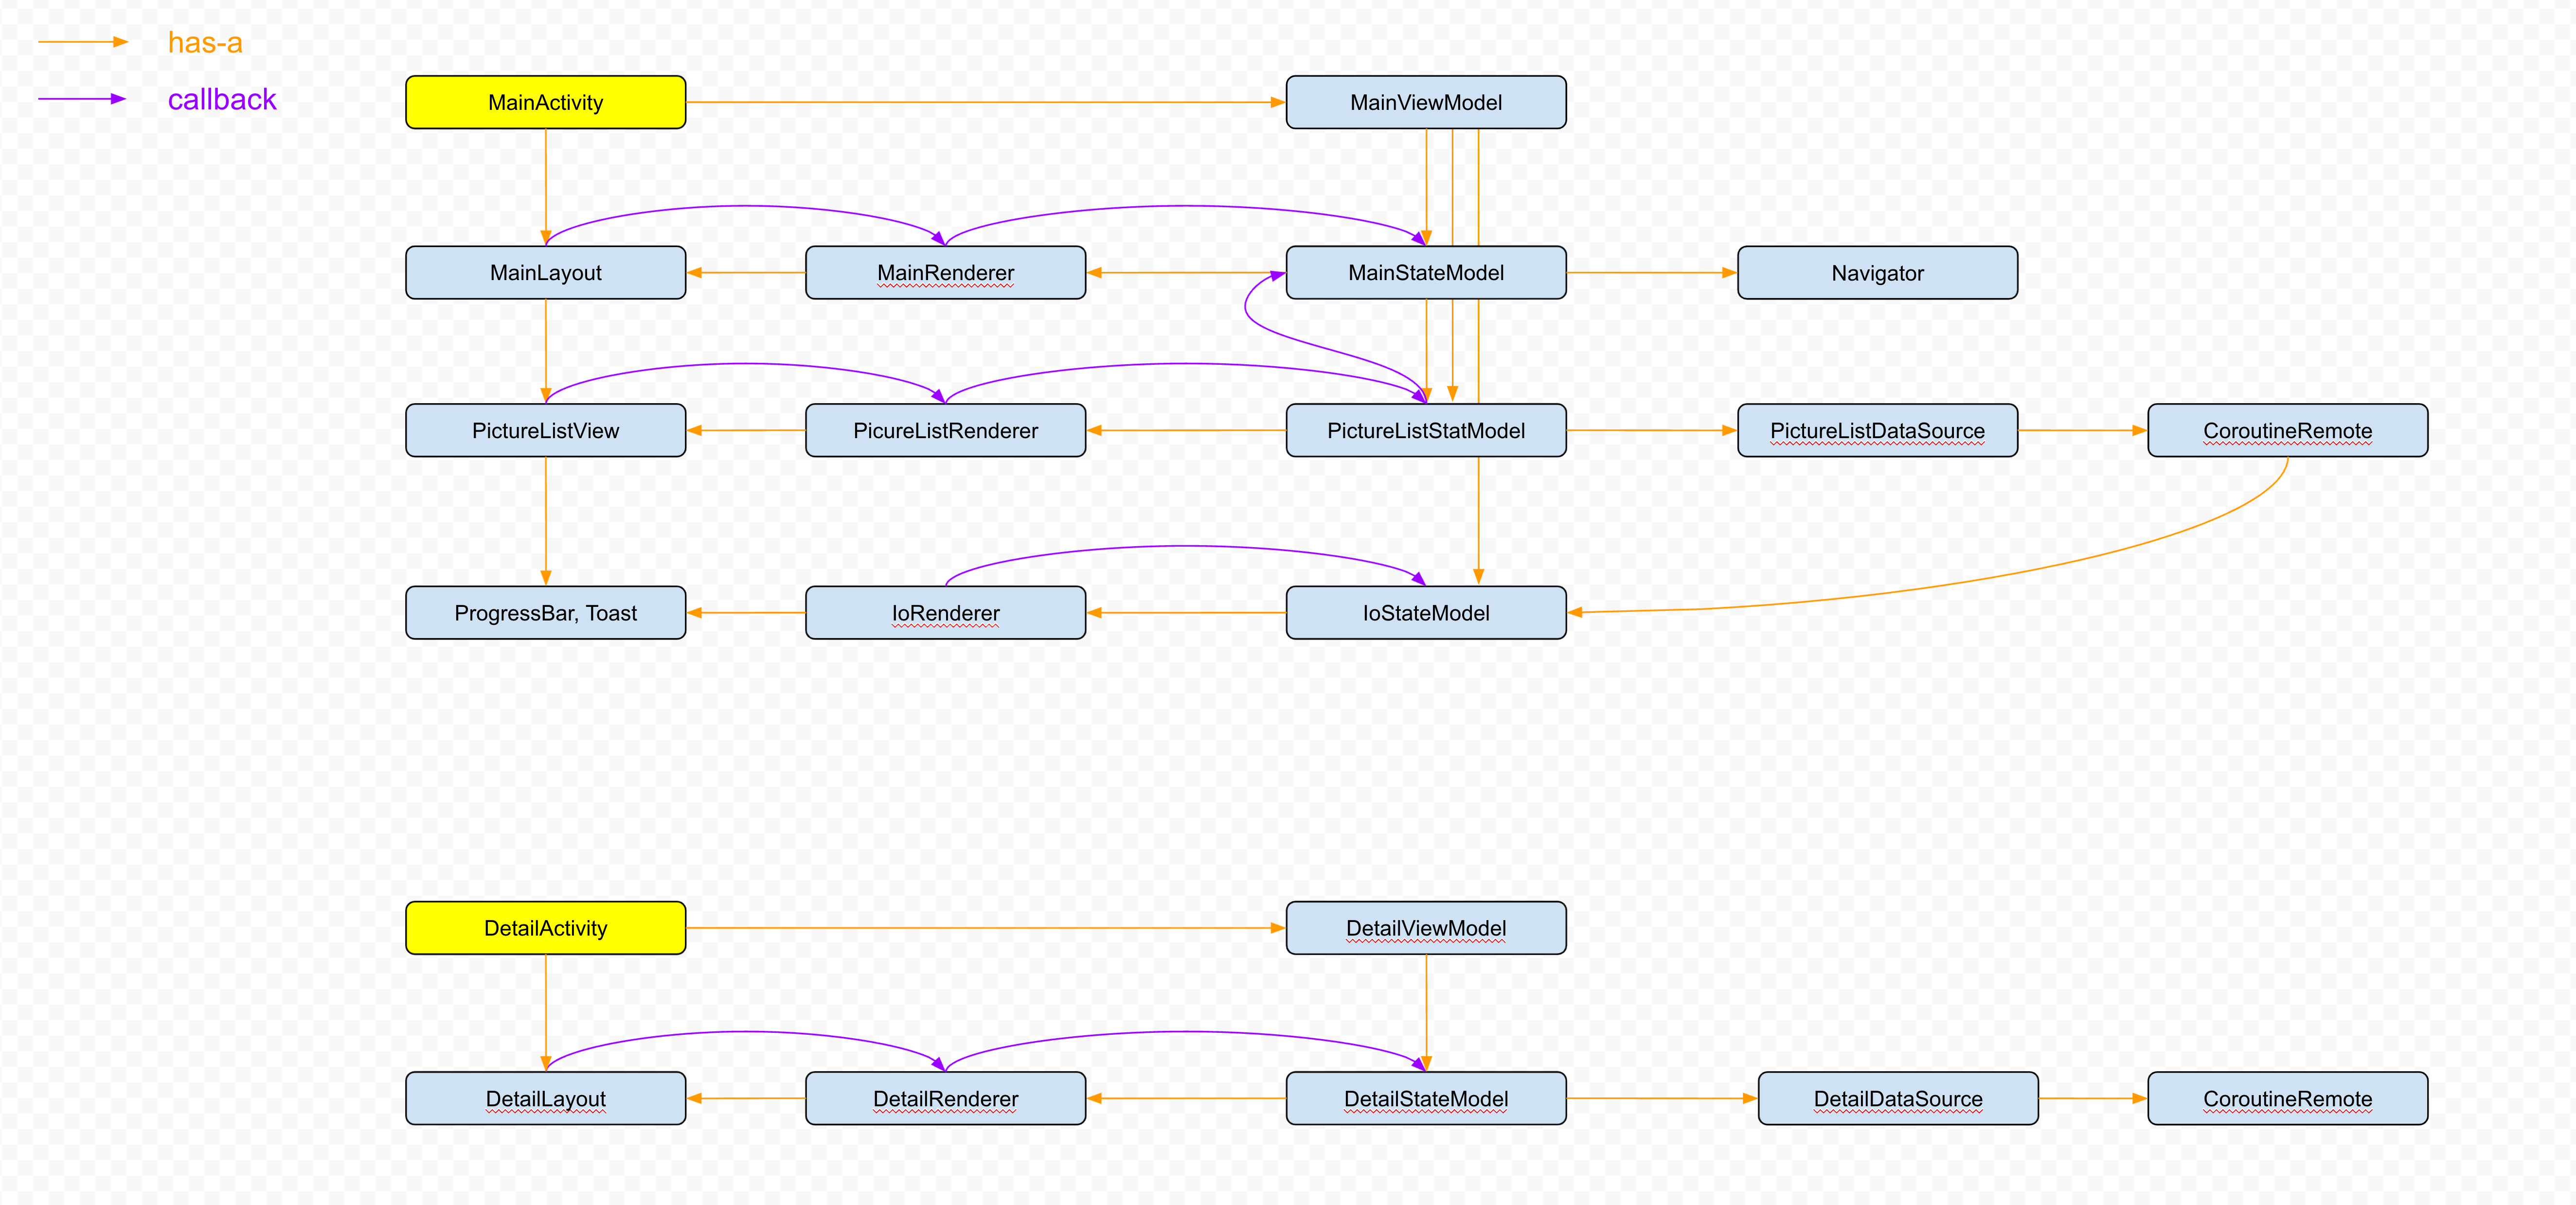 has-a
callback
MainActivity
MainViewModel
MainLayout
MainRenderer
MainStateModel
Navigator
PictureListView
PicureListRenderer
PictureListStatModel
PictureListDataSource
CoroutineRemote
ProgressBar, Toast
IoRenderer
IoStateModel
DetailActivity
DetailViewModel
DetailLayout
DetailRenderer
DetailStateModel
DetailDataSource
CoroutineRemote